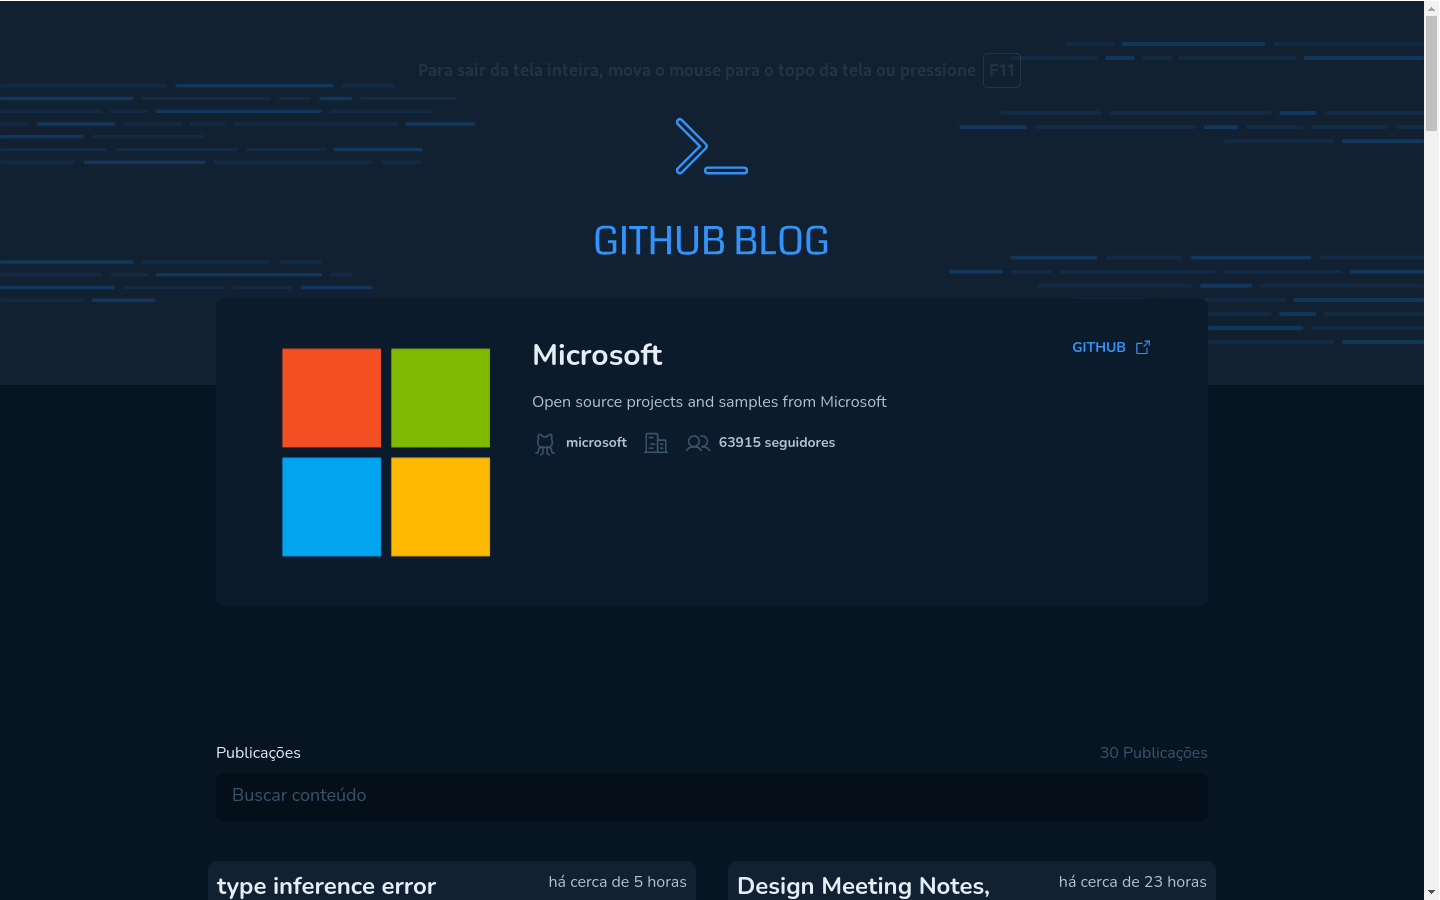 Para sair da tela inteira, mova o mouse para o topo da tela ou pressione F11
GITHUB BLOG
Microsoft
GITHUB
Open source projects and samples from Microsoft
microsoft
63915 seguidores
Publicações
30 Publicações
Buscar conteúdo
type inference error
há cerca de 5 horas
Design Meeting Notes,
há cerca de 23 horas